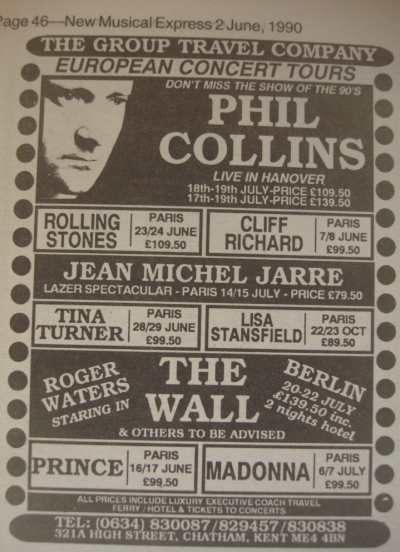 Page 46—New Musical Express 2 June, 1990
THE GROUP TRAVEL COMPANY
EUROPEAN CONCERT TOURS
DON'T MISS THE SHOW OF THE 90'S
PHIL
COLLINS
LIVE IN HANOVER
18th-19th JULY-PRICE £109.50
17th-19th JULY-PRICE £139.50
ROLLING
STONES
PARIS
23/24 JUNE
£109.50
CLIFF
RICHARD
PARIS
7/8 JUNE
£99.50
JEAN MICHEL JARRE
LAZER SPECTACULAR - PARIS 14/15 JULY - PRICE £79.50
TINA
TURNER
PARIS
28/29 JUNE
£99.50
LISA
STANSFIELD
PARIS
22/23 OCT
£89.50
ROGER
WATERS
STARING IN
THE
WALL
& OTHERS TO BE ADVISED
BERLIN
20-22 JULY
£139.50 inc.
2 nights hotel
PRINCE
PARIS
16/17 JUNE
£99.50
MADONNA
PARIS
6/7 JULY
£99.50
ALL PRICES INCLUDE LUXURY EXECUTIVE COACH TRAVEL
FERRY / HOTEL & TICKETS TO CONCERTS
TEL: (0634) 830087/829457/830838
321A HIGH STREET, CHATHAM, KENT ME4 4BN